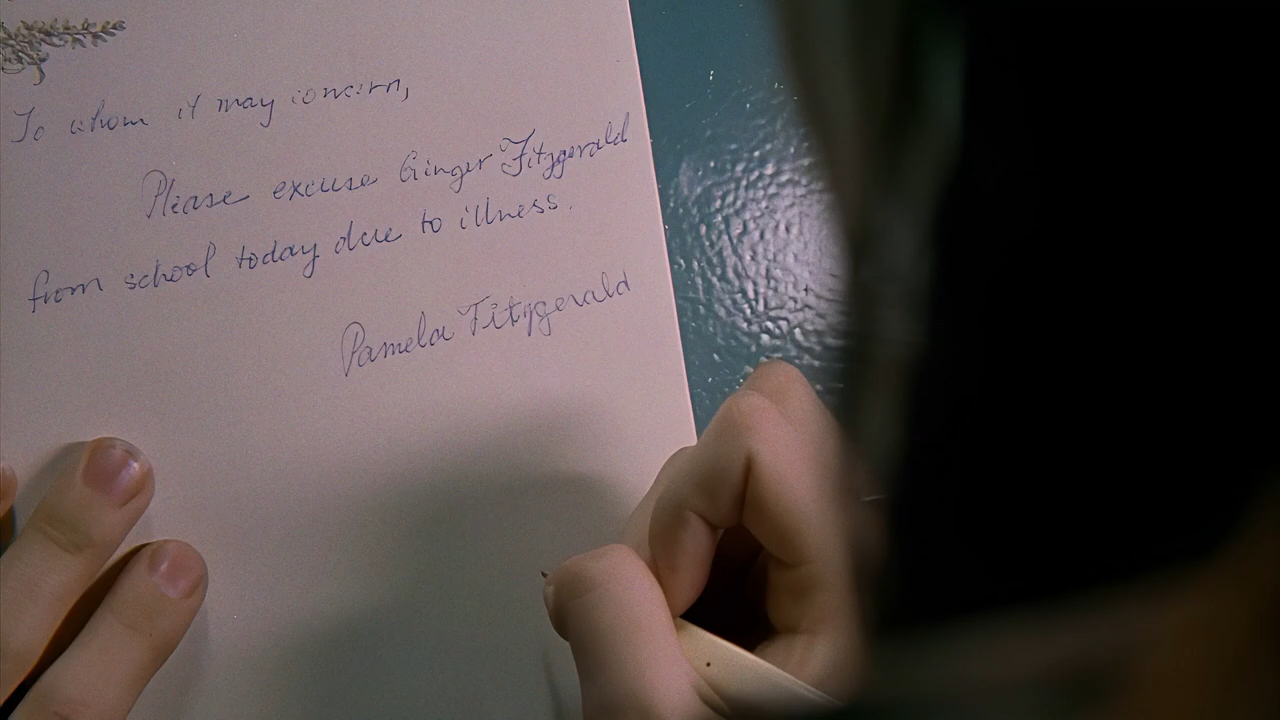 To whom it may concern,
Please excuse Ginger Fitzgerald
from school today due to illness.
Pamela Fitzgerald